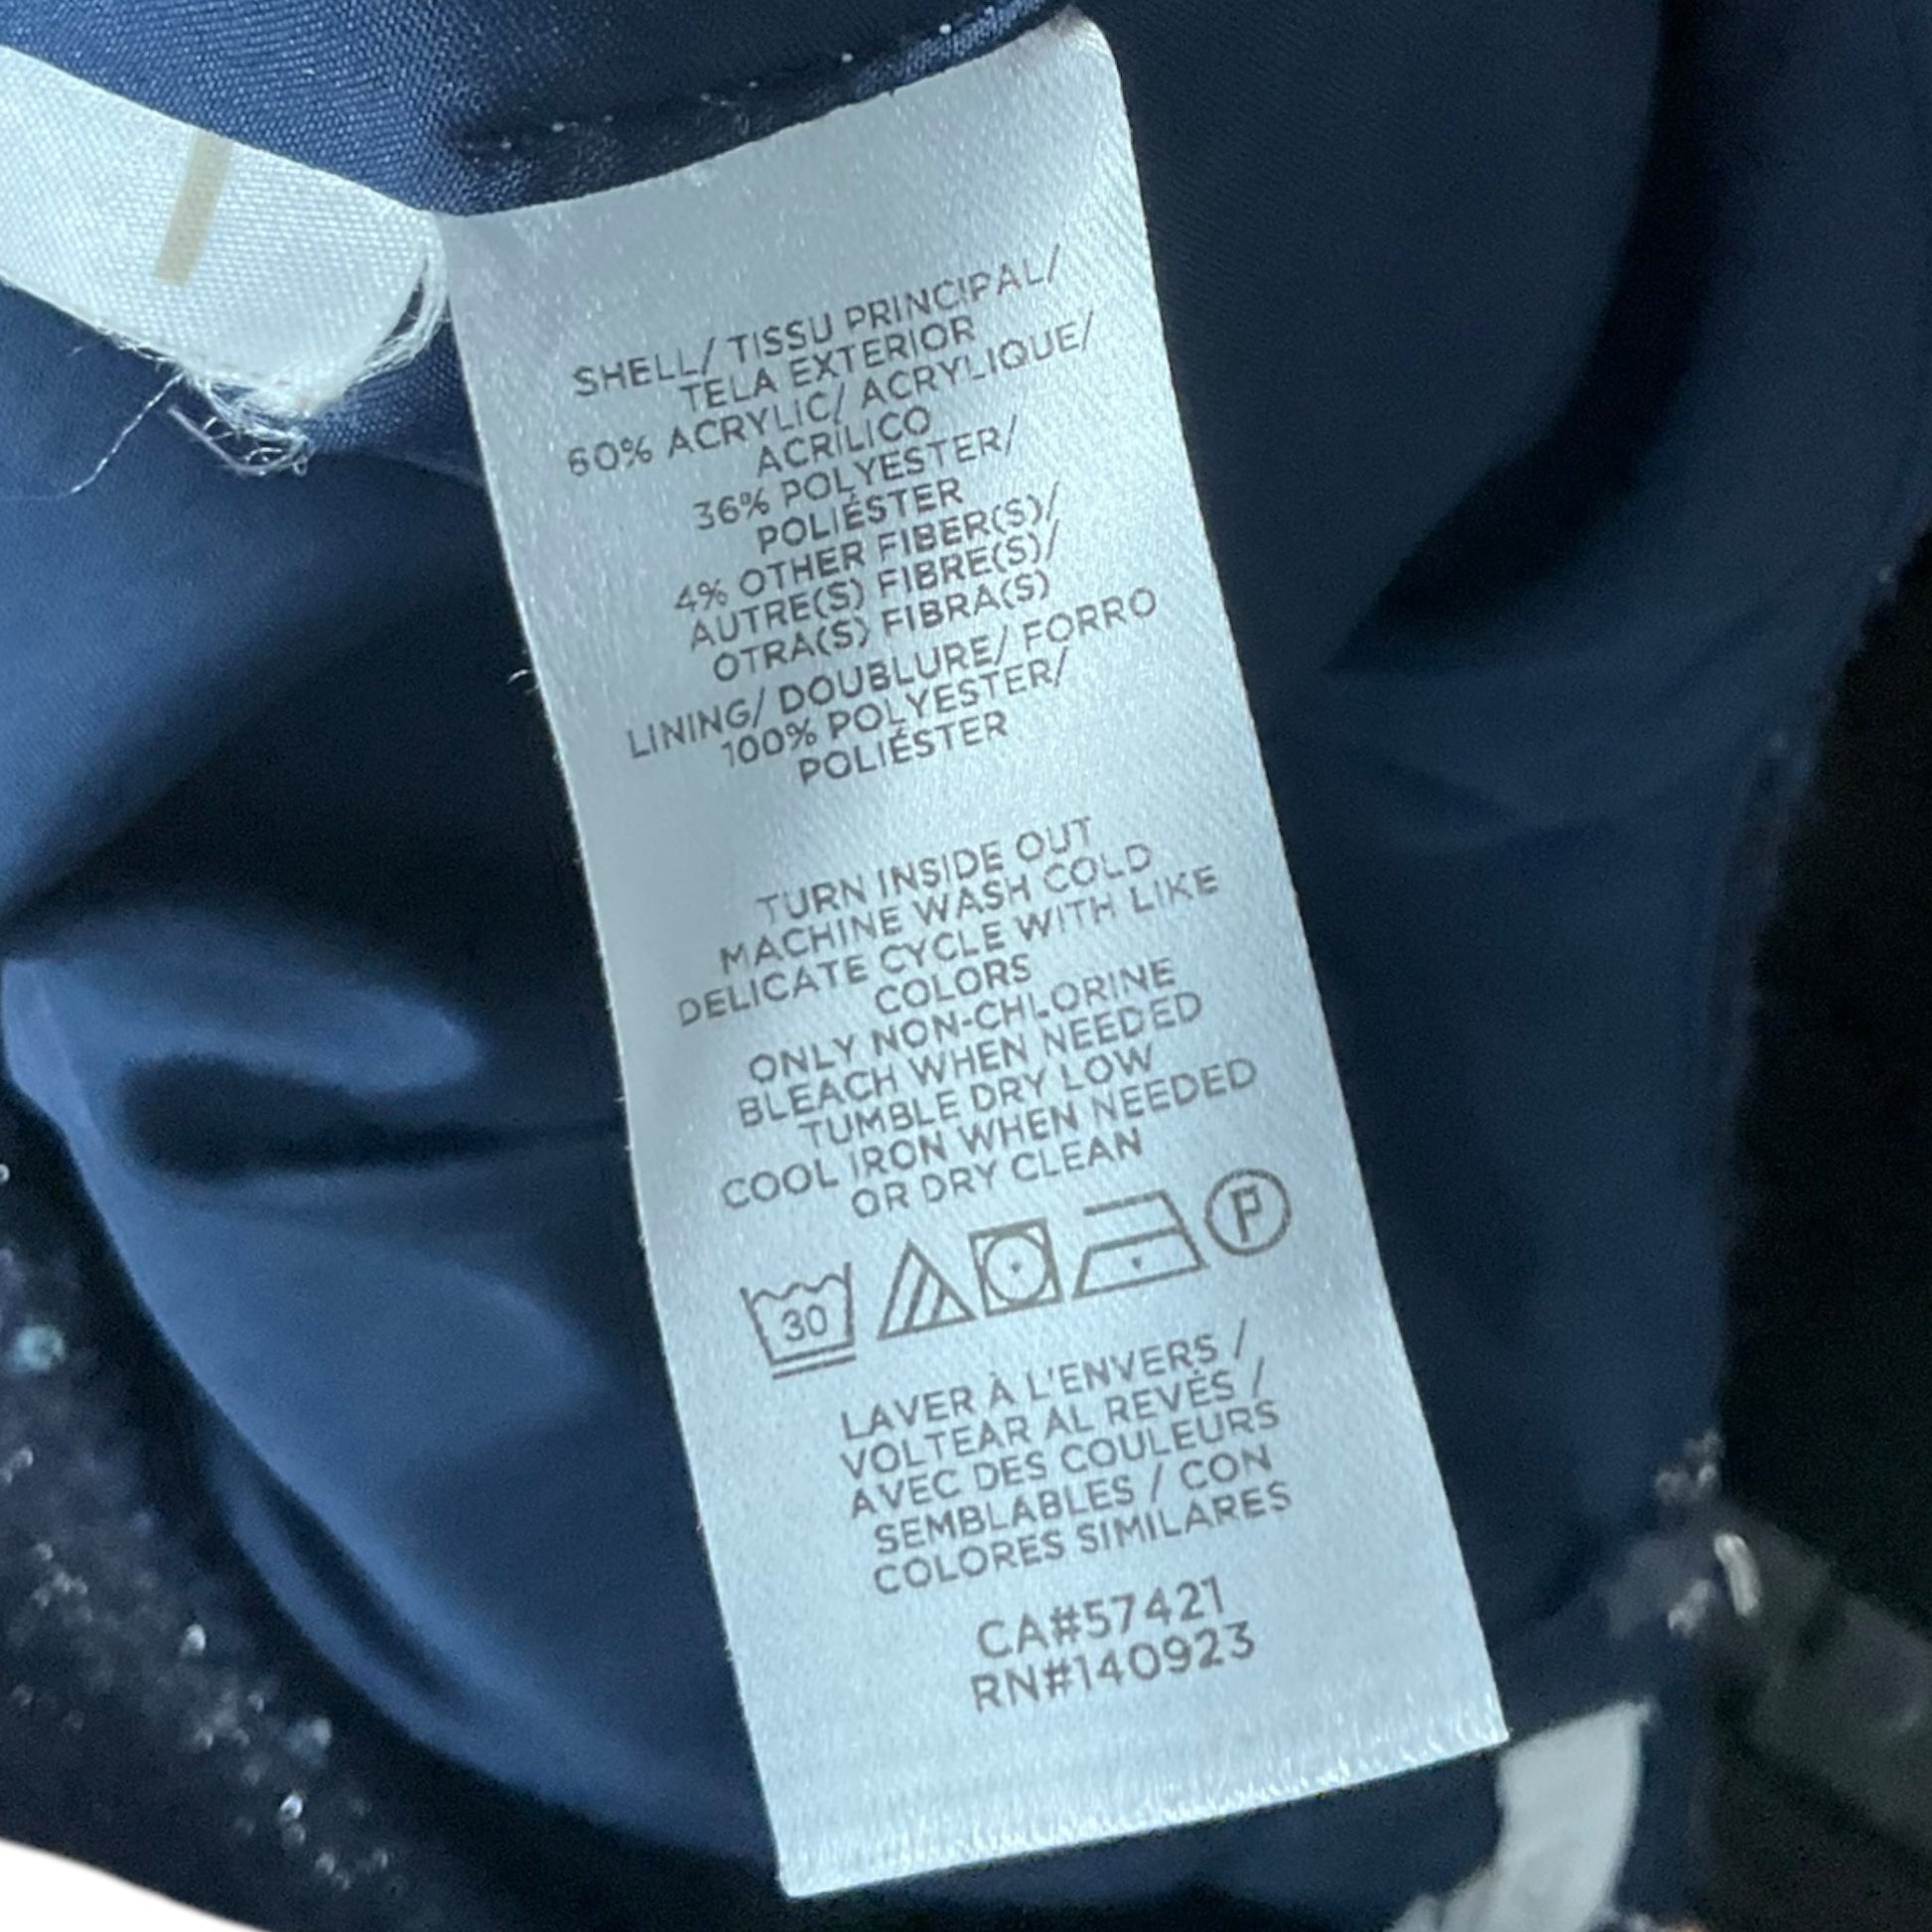 SHELL/ TISSU PRINCIPAL/
TELA EXTERIOR
60% ACRYLIC/ ACRYLIQUE/
ACRÍLICO
36% POLYESTER/
POLIÉSTER
4% OTHER FIBER(S)/
AUTRE(S) FIBRE(S)/
OTRA(S) FIBRA(S)
LINING/ DOUBLURE/ FORRO
100% POLYESTER/
POLIÉSTER
TURN INSIDE OUT
MACHINE WASH COLD
DELICATE CYCLE WITH LIKE
COLORS
ONLY NON-CHLORINE
BLEACH WHEN NEEDED
TUMBLE DRY LOW
COOL IRON WHEN NEEDED
OR DRY CLEAN
30 P
LAVER À L'ENVERS /
VOLTEAR AL REVÉS /
AVEC DES COULEURS
SEMBLABLES / CON
COLORES SIMILARES
CA#57421
RN#140923